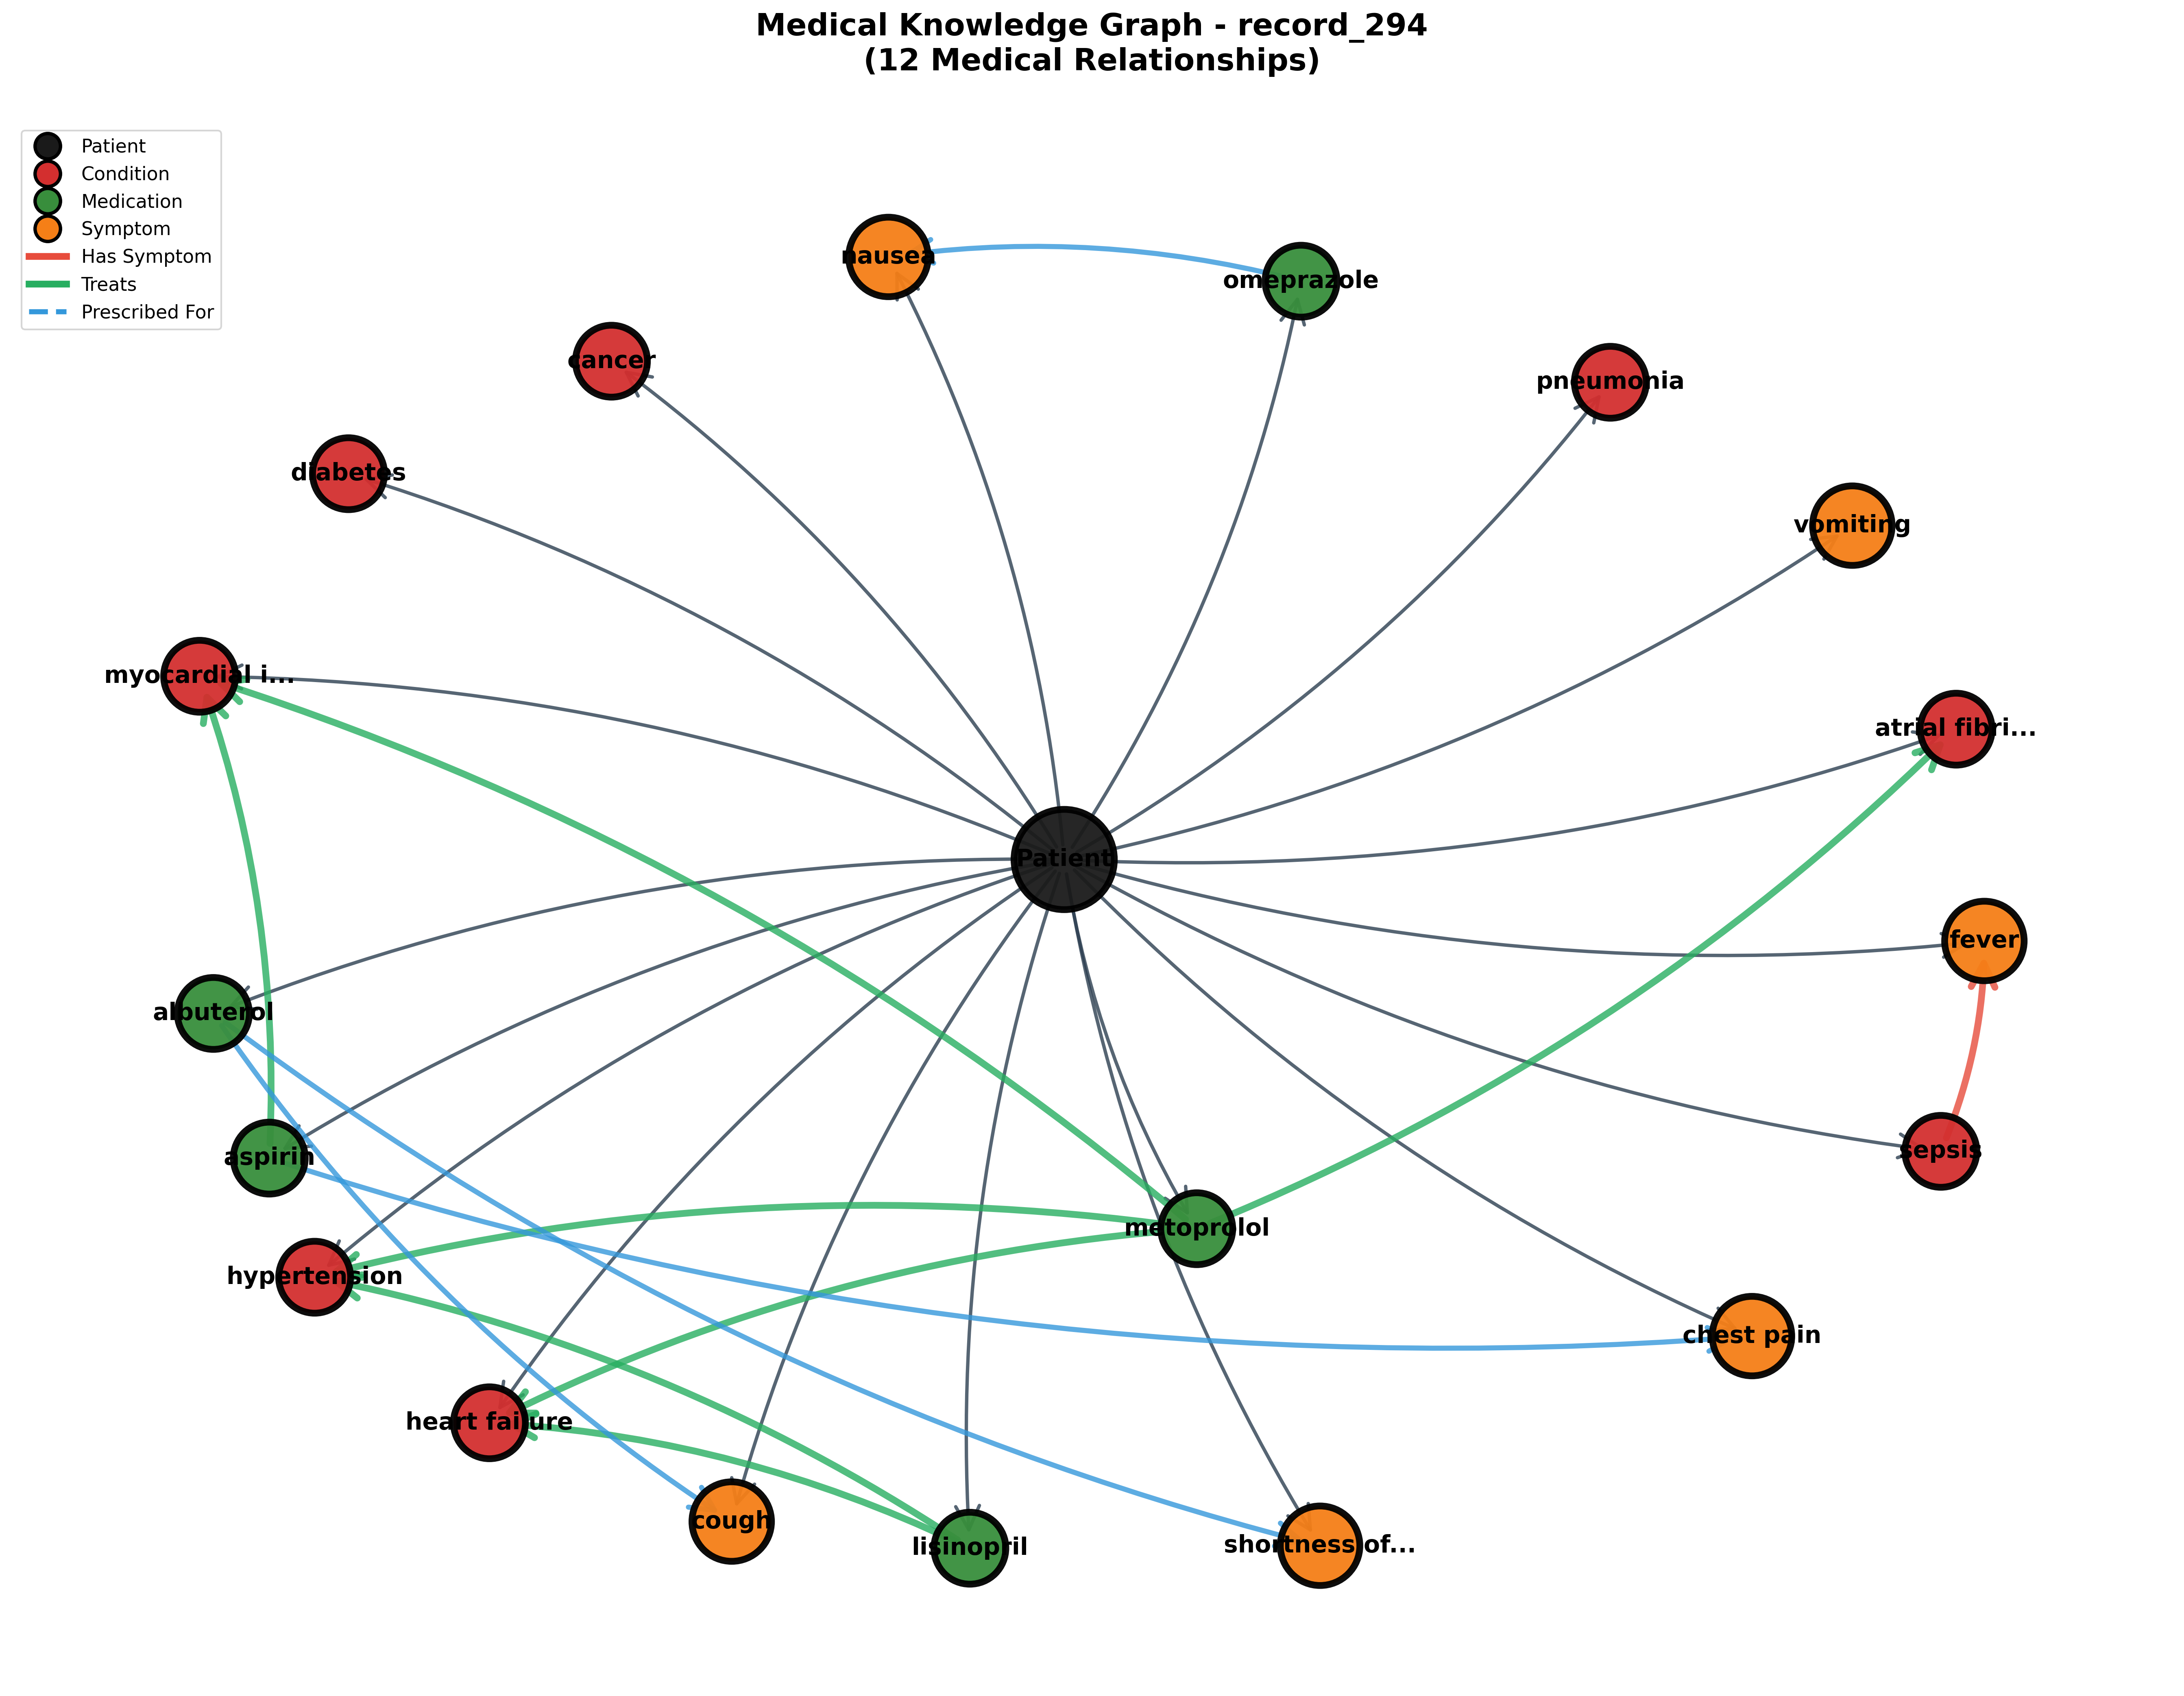 Medical Knowledge Graph - record_294
(12 Medical Relationships)
Patient
Condition
Medication
Symptom
Has Symptom
Treats
Prescribed For
nausea
omeprazole
cancer
pneumonia
diabetes
vomiting
myocardial i...
atrial fibri...
Patient
fever
albuterol
aspirin
sepsis
metoprolol
hypertension
chest pain
heart failure
cough
lisinopril
shortness of...